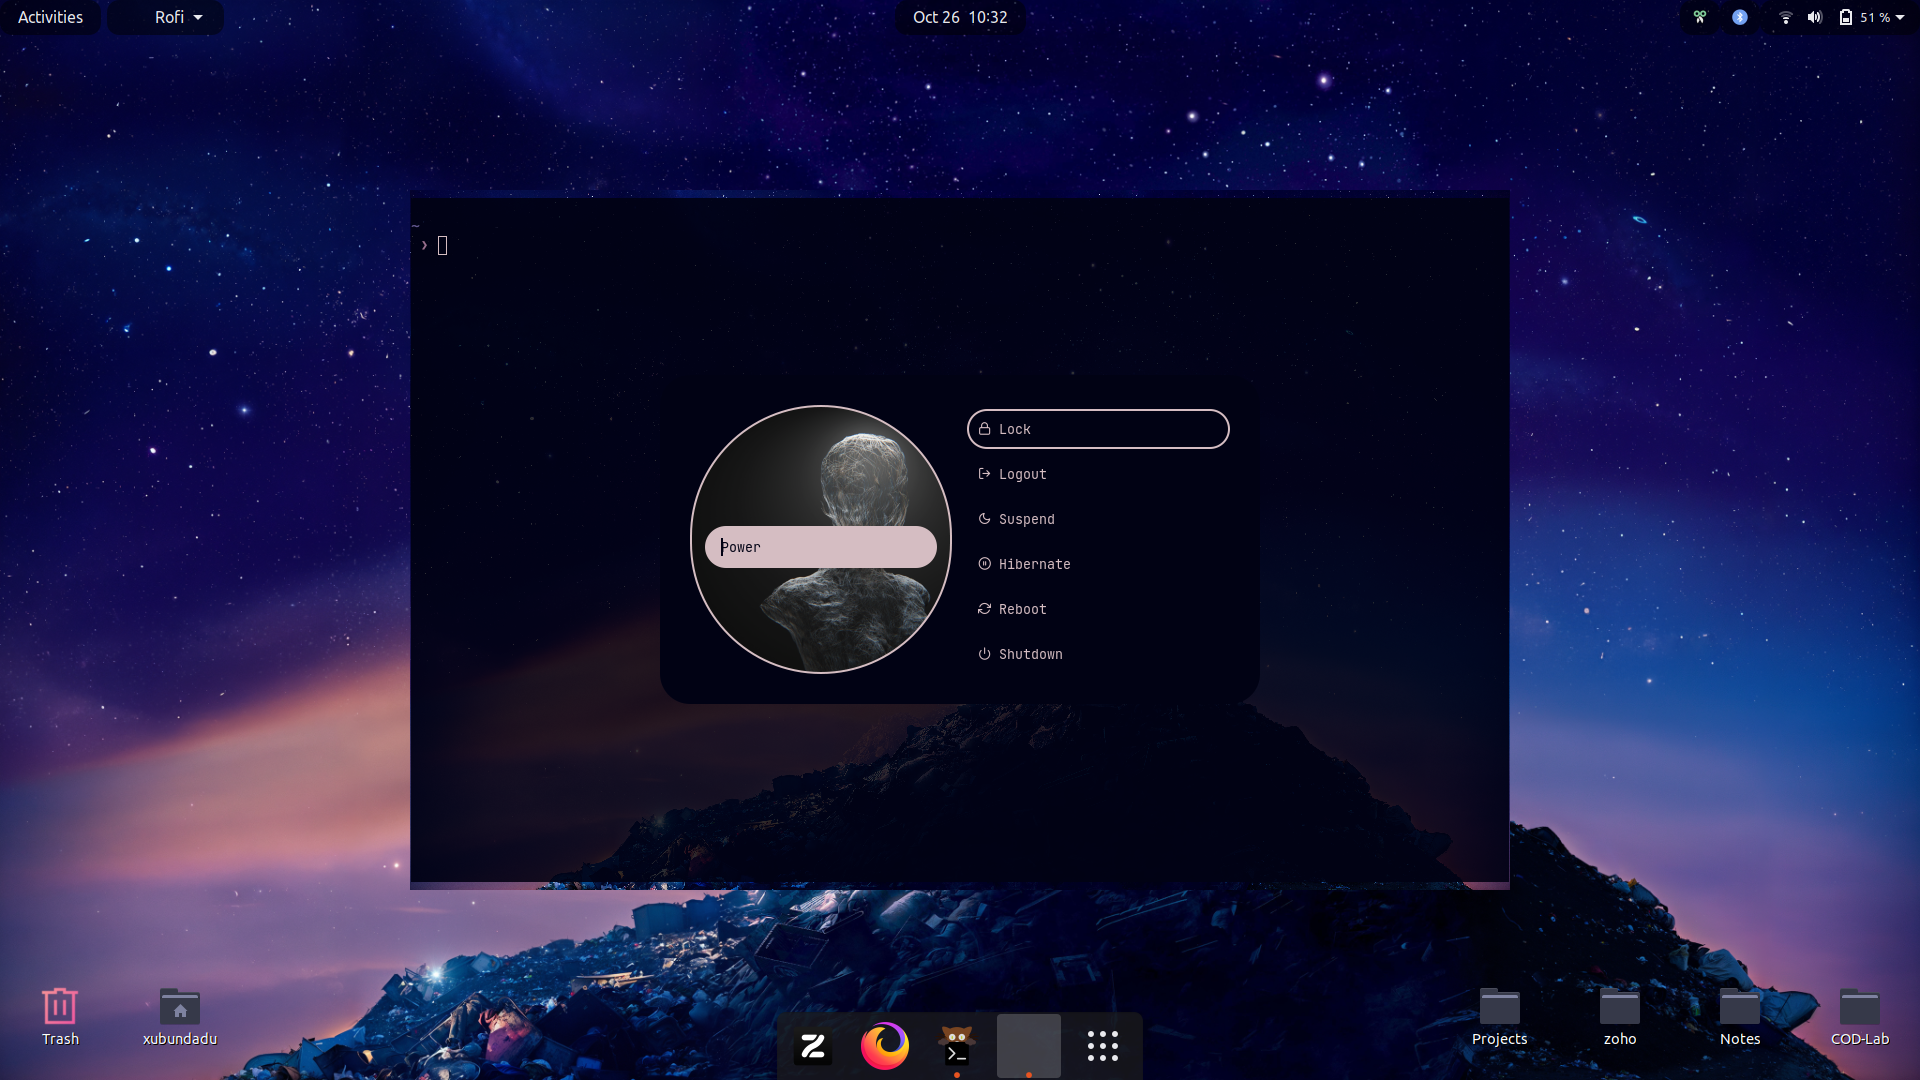 Activities
Rofi
Oct 26  10:32
51 %
~
❯
Power
Lock
Logout
Suspend
Hibernate
Reboot
Shutdown
Trash
xubundadu
Projects
zoho
Notes
COD-Lab